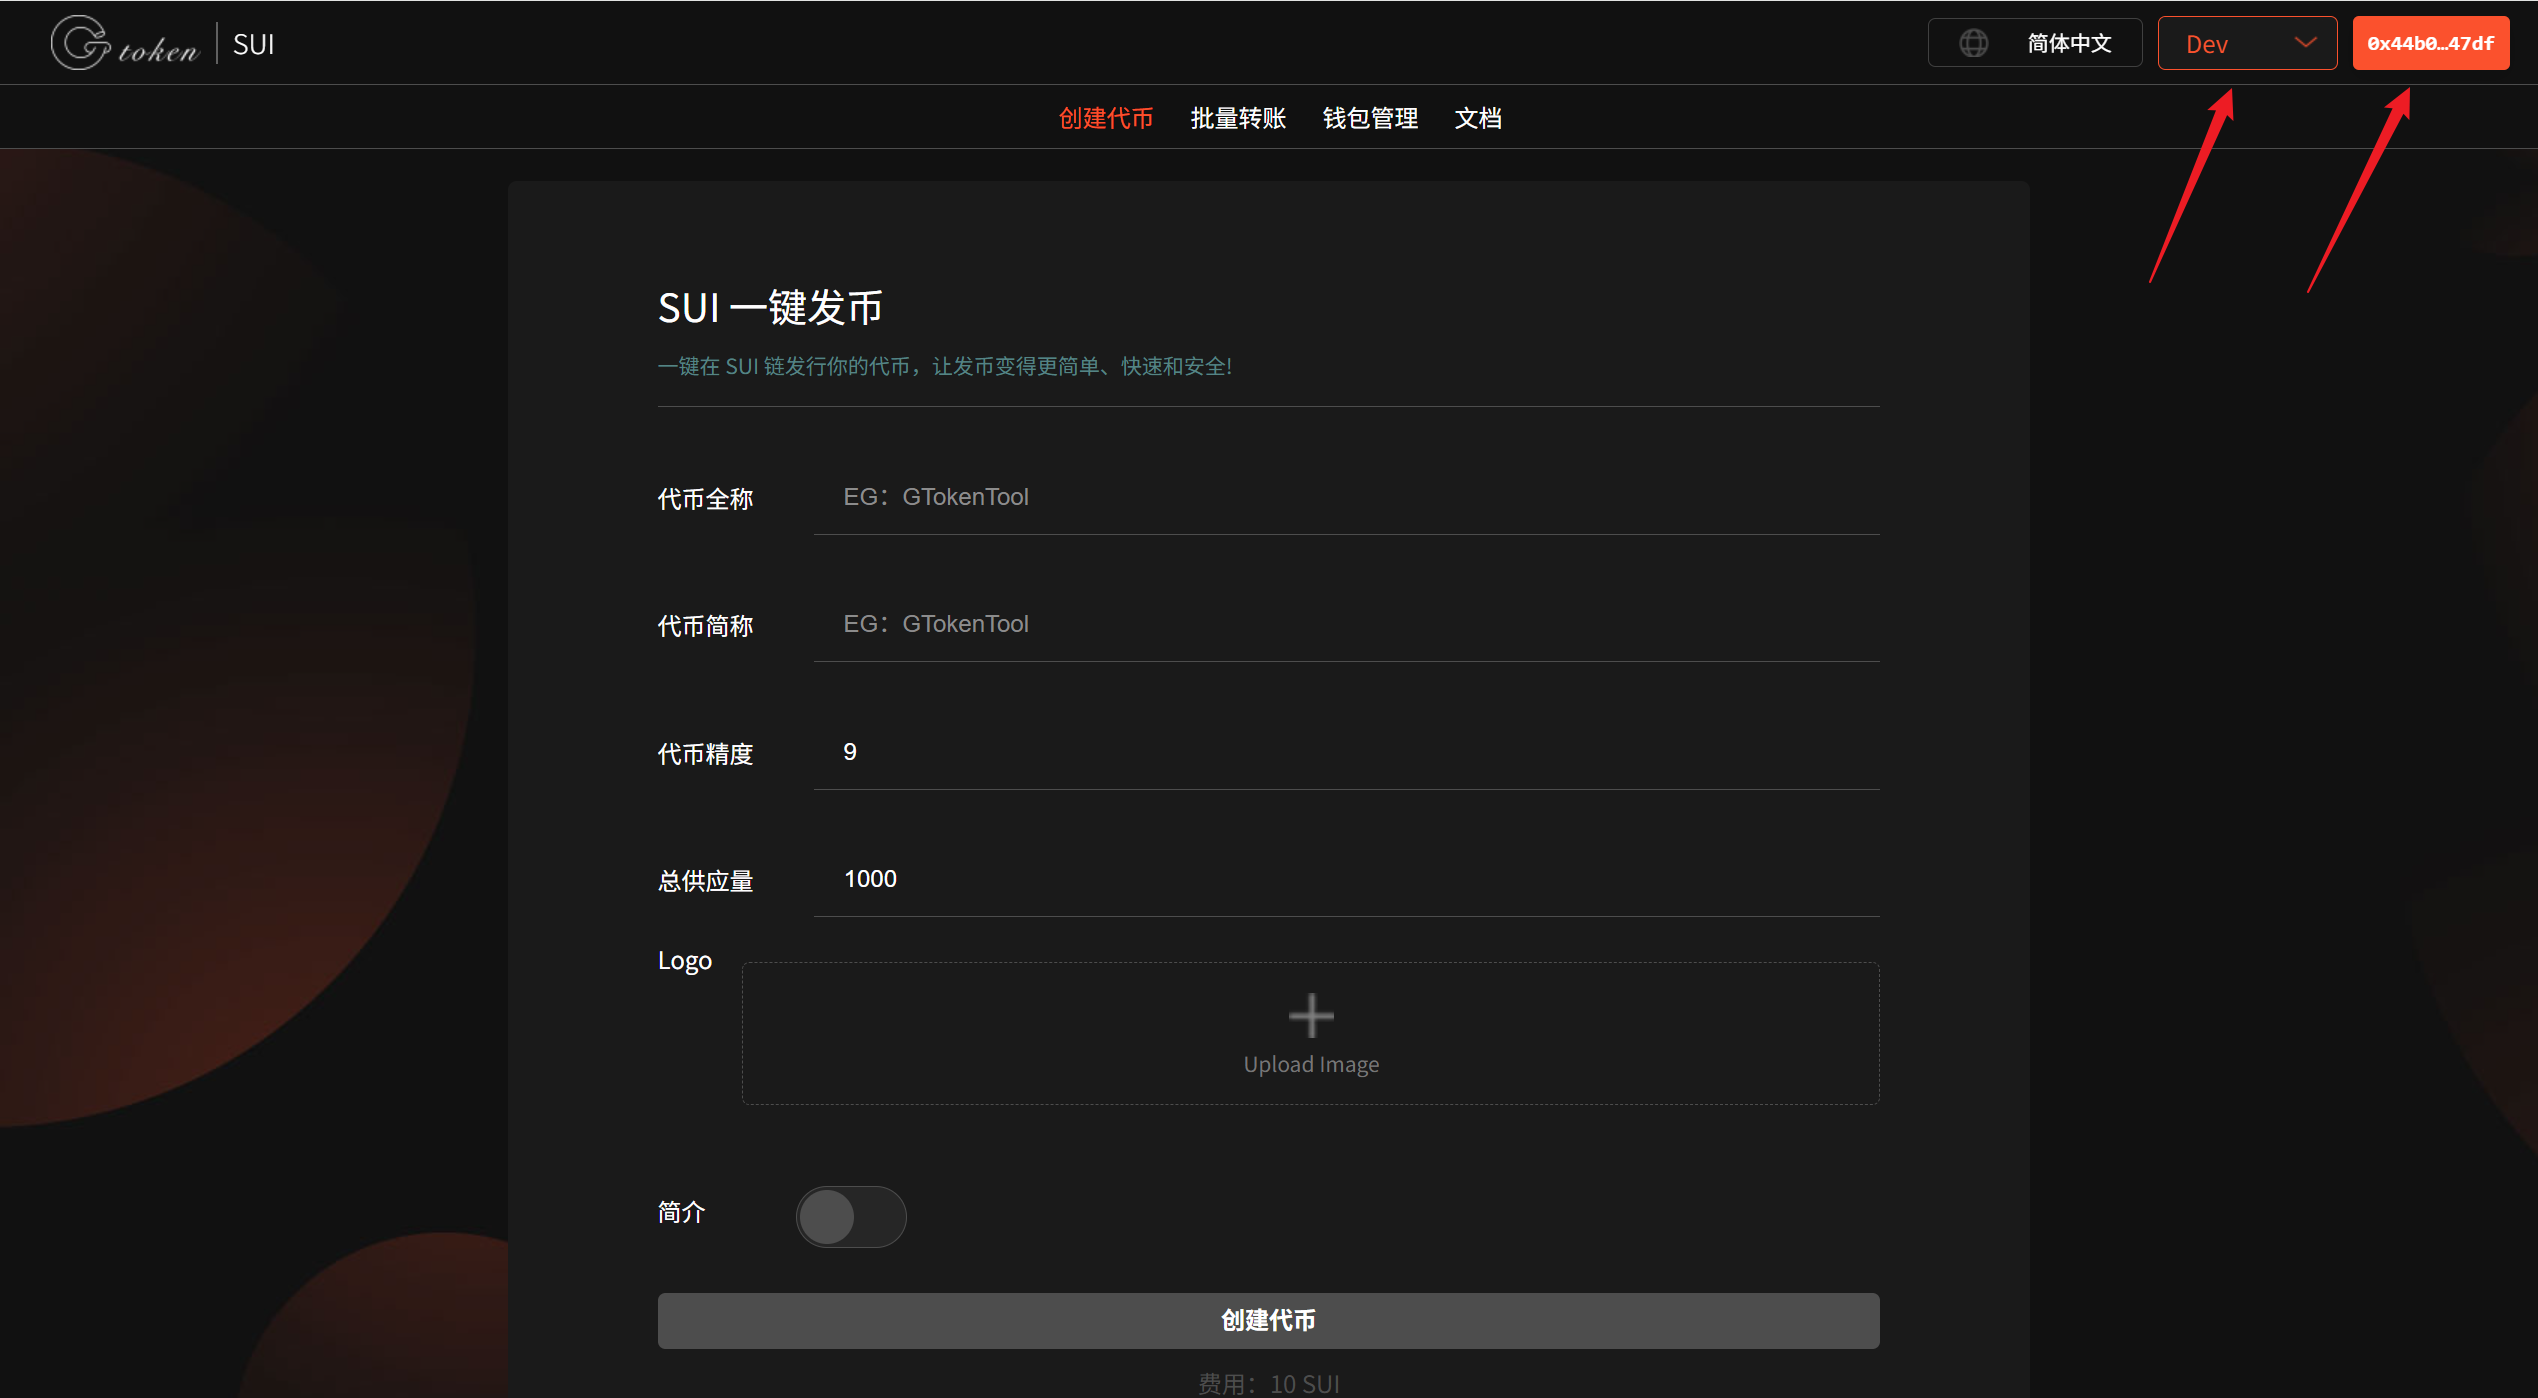 Gtoken | SUI
简体中文
Dev
0x44b0…47df
创建代币 批量转账 钱包管理 文档
SUI 一键发币
一键在 SUI 链发行你的代币，让发币变得更简单、快速和安全!
代币全称
EG：GTokenTool
代币简称
EG：GTokenTool
代币精度
9
总供应量
1000
Logo
Upload Image
简介
创建代币
费用：10 SUI